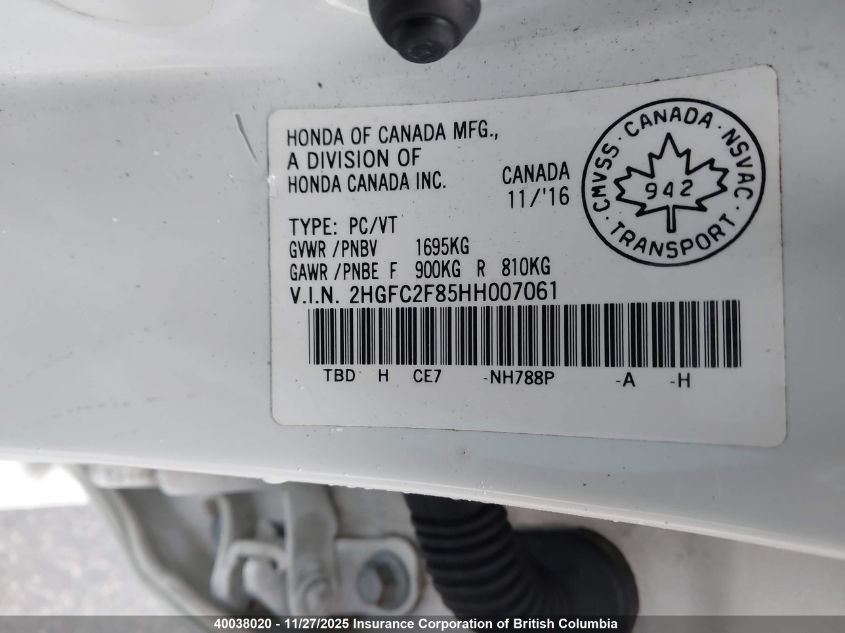 HONDA OF CANADA MFG.,
A DIVISION OF
HONDA CANADA INC.
CANADA
11/'16
CMVSS · CANADA · NSVAC ·
942
TRANSPORT
TYPE: PC/VT
GVWR /PNBV 1695KG
GAWR /PNBE F 900KG R 810KG
V.I.N. 2HGFC2F85HH007061
TBD H CE7 -NH788P -A -H
40038020 - 11/27/2025 Insurance Corporation of British Columbia